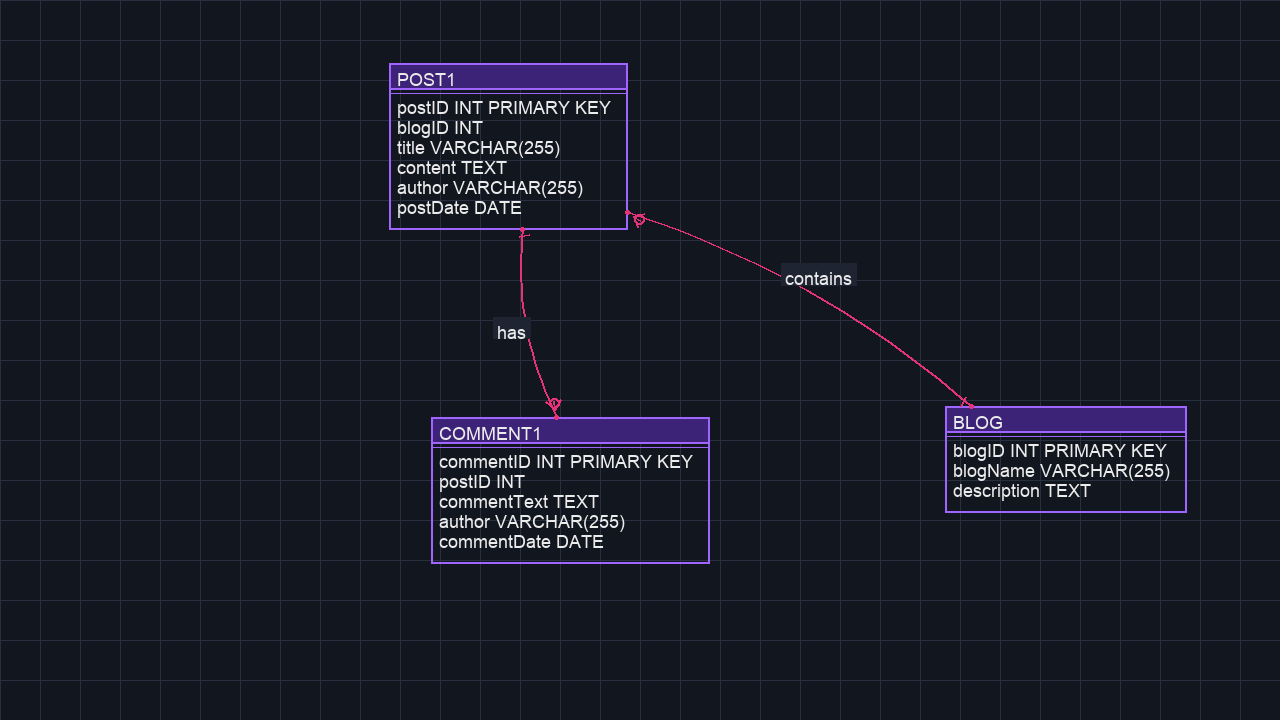 POST1
postID INT PRIMARY KEY
blogID INT
title VARCHAR(255)
content TEXT
author VARCHAR(255)
postDate DATE
contains
has
COMMENT1
commentID INT PRIMARY KEY
postID INT
commentText TEXT
author VARCHAR(255)
commentDate DATE
BLOG
blogID INT PRIMARY KEY
blogName VARCHAR(255)
description TEXT